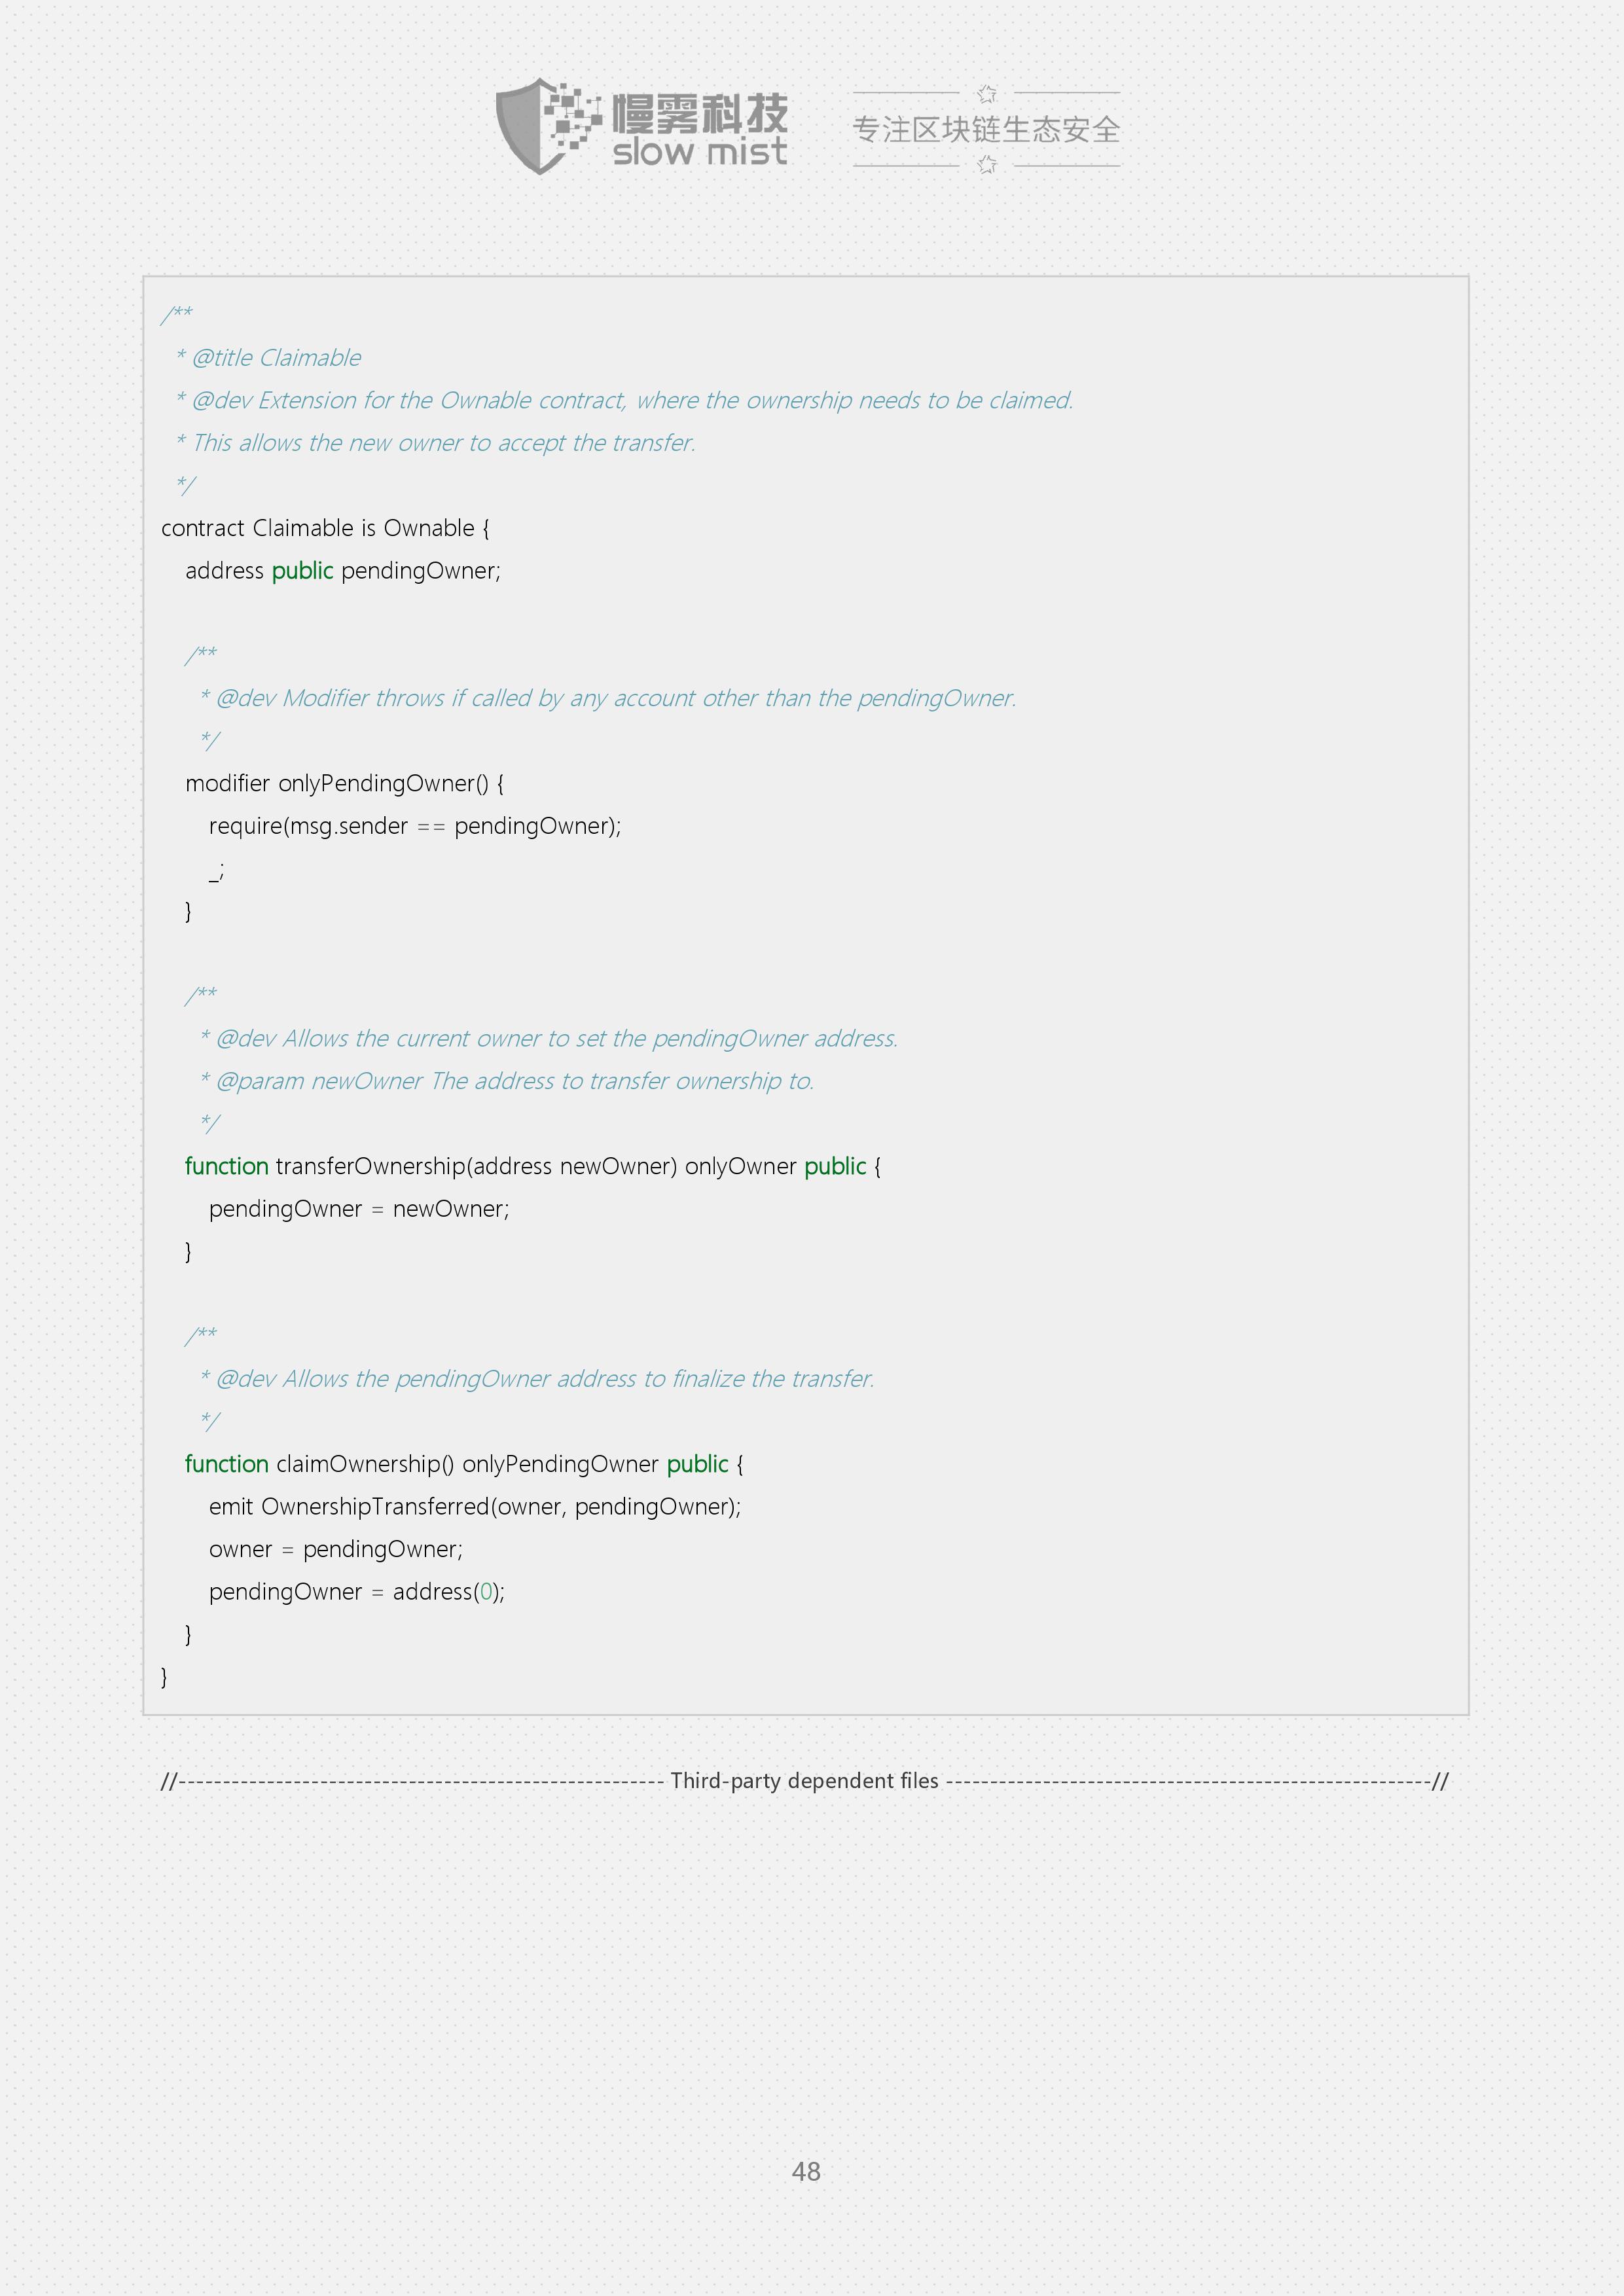 慢雾科技
slow mist
专注区块链生态安全
/**
* @title Claimable
* @dev Extension for the Ownable contract, where the ownership needs to be claimed.
* This allows the new owner to accept the transfer.
*/
contract Claimable is Ownable {
address public pendingOwner;
/**
* @dev Modifier throws if called by any account other than the pendingOwner.
*/
modifier onlyPendingOwner() {
require(msg.sender == pendingOwner);
_;
}
/**
* @dev Allows the current owner to set the pendingOwner address.
* @param newOwner The address to transfer ownership to.
*/
function transferOwnership(address newOwner) onlyOwner public {
pendingOwner = newOwner;
}
/**
* @dev Allows the pendingOwner address to finalize the transfer.
*/
function claimOwnership() onlyPendingOwner public {
emit OwnershipTransferred(owner, pendingOwner);
owner = pendingOwner;
pendingOwner = address(0);
}
}
//------------------------------------------------------- Third-party dependent files -------------------------------------------------------//
48